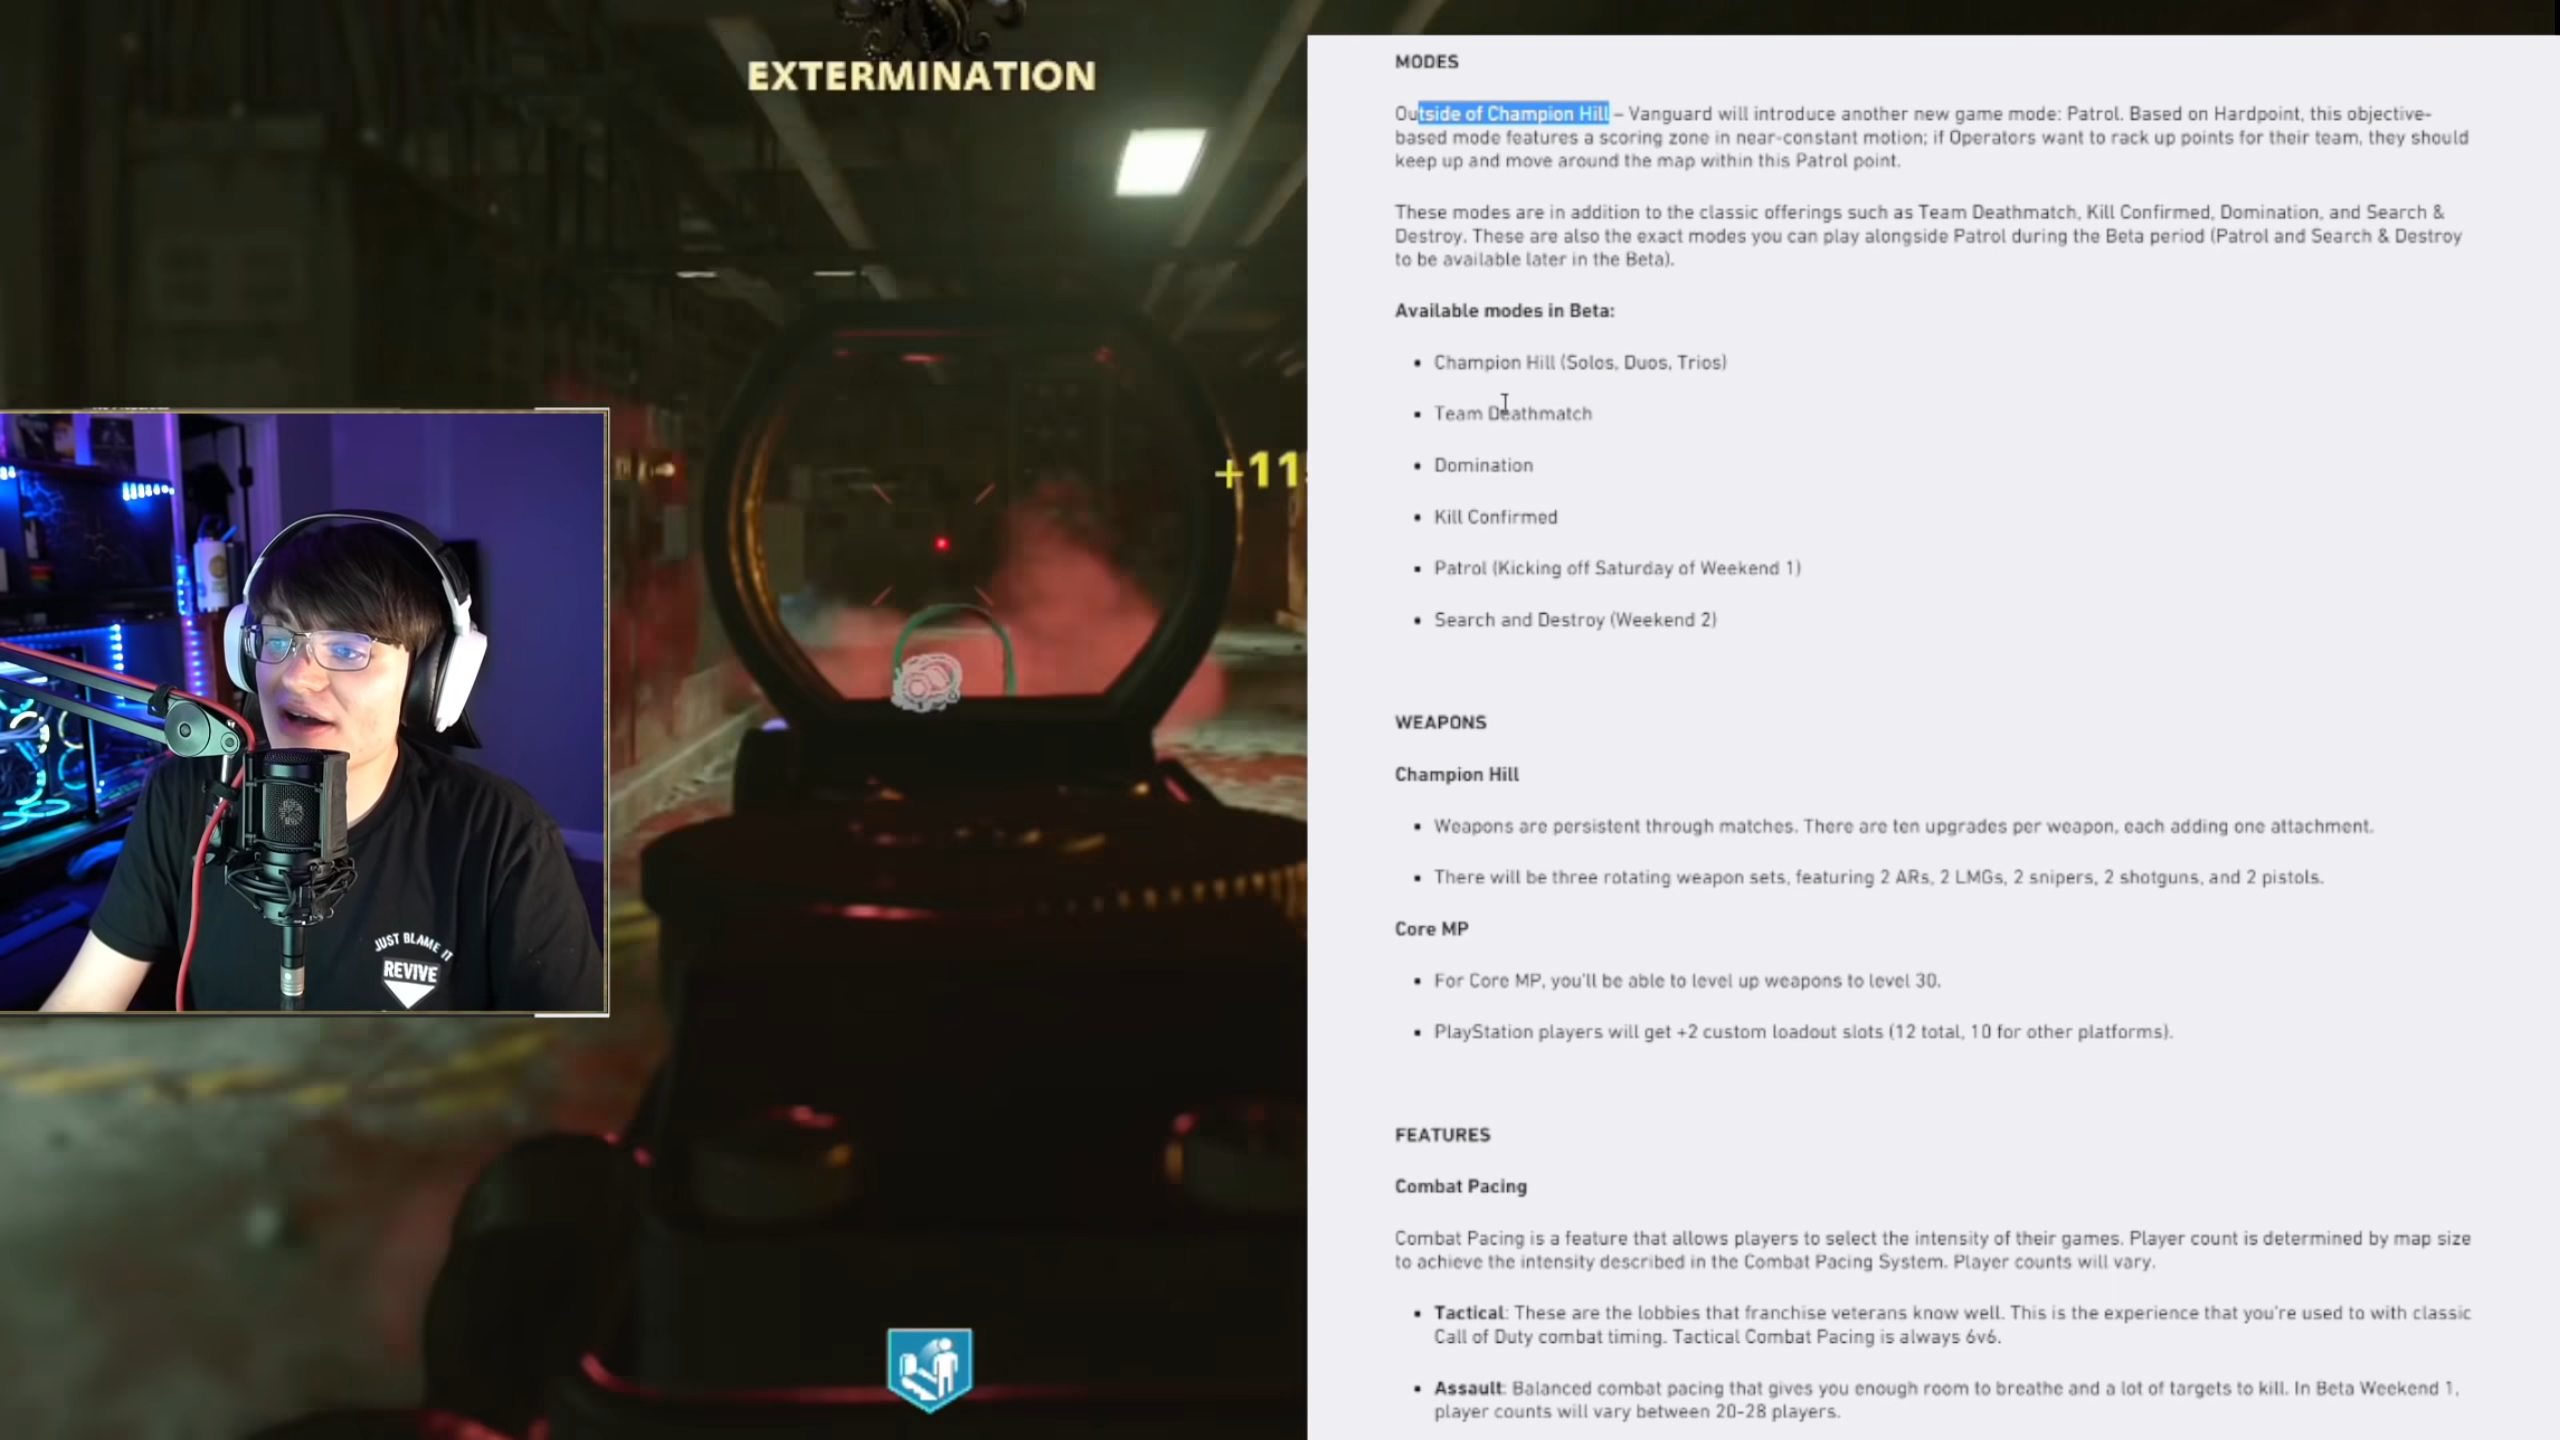 EXTERMINATION
+11
JUST BLAME IT
REVIVE
MODES
Outside of Champion Hill – Vanguard will introduce another new game mode: Patrol. Based on Hardpoint, this objective-
based mode features a scoring zone in near-constant motion; if Operators want to rack up points for their team, they should
keep up and move around the map within this Patrol point.
These modes are in addition to the classic offerings such as Team Deathmatch, Kill Confirmed, Domination, and Search &
Destroy. These are also the exact modes you can play alongside Patrol during the Beta period (Patrol and Search & Destroy
to be available later in the Beta).
Available modes in Beta:
▪ Champion Hill (Solos, Duos, Trios)
▪ Team Deathmatch
▪ Domination
▪ Kill Confirmed
▪ Patrol (Kicking off Saturday of Weekend 1)
▪ Search and Destroy (Weekend 2)
WEAPONS
Champion Hill
▪ Weapons are persistent through matches. There are ten upgrades per weapon, each adding one attachment.
▪ There will be three rotating weapon sets, featuring 2 ARs, 2 LMGs, 2 snipers, 2 shotguns, and 2 pistols.
Core MP
▪ For Core MP, you'll be able to level up weapons to level 30.
▪ PlayStation players will get +2 custom loadout slots (12 total, 10 for other platforms).
FEATURES
Combat Pacing
Combat Pacing is a feature that allows players to select the intensity of their games. Player count is determined by map size
to achieve the intensity described in the Combat Pacing System. Player counts will vary.
▪ Tactical: These are the lobbies that franchise veterans know well. This is the experience that you're used to with classic
Call of Duty combat timing. Tactical Combat Pacing is always 6v6.
▪ Assault: Balanced combat pacing that gives you enough room to breathe and a lot of targets to kill. In Beta Weekend 1,
player counts will vary between 20-28 players.